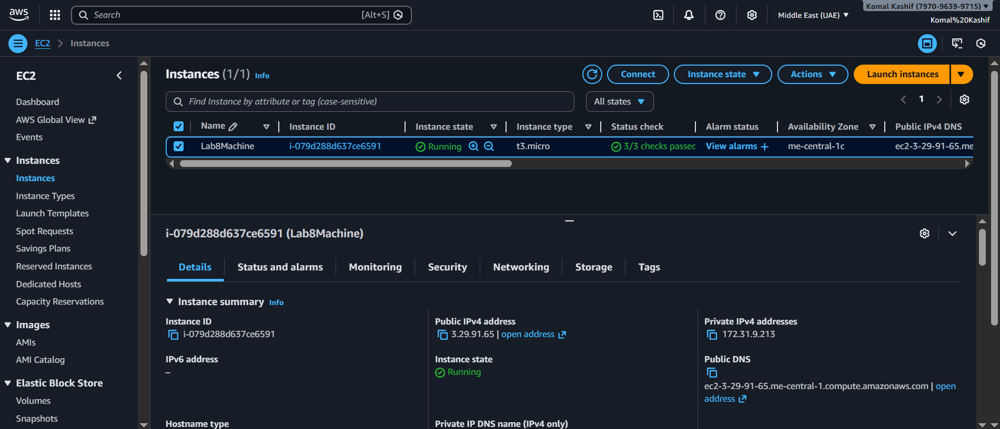 aws
Search [Alt+S]
Middle East (UAE)
Komal Kashif (7970-9639-9715)
Komal%20Kashif
EC2 Instances
EC2
Dashboard
AWS Global View
Events
Instances
Instances
Instance Types
Launch Templates
Spot Requests
Savings Plans
Reserved Instances
Dedicated Hosts
Capacity Reservations
Images
AMIs
AMI Catalog
Elastic Block Store
Volumes
Snapshots
Instances (1/1) Info
Connect Instance state Actions Launch instances
Find Instance by attribute or tag (case-sensitive) All states 1
Name Instance ID Instance state Instance type Status check Alarm status Availability Zone Public IPv4 DNS
Lab8Machine i-079d288d637ce6591 Running t3.micro 3/3 checks passec View alarms + me-central-1c ec2-3-29-91-65.me
i-079d288d637ce6591 (Lab8Machine)
Details Status and alarms Monitoring Security Networking Storage Tags
Instance summary Info
Instance ID
i-079d288d637ce6591
Public IPv4 address
3.29.91.65 | open address
Private IPv4 addresses
172.31.9.213
IPv6 address
–
Instance state
Running
Public DNS
ec2-3-29-91-65.me-central-1.compute.amazonaws.com | open
address
Hostname type
Private IP DNS name (IPv4 only)